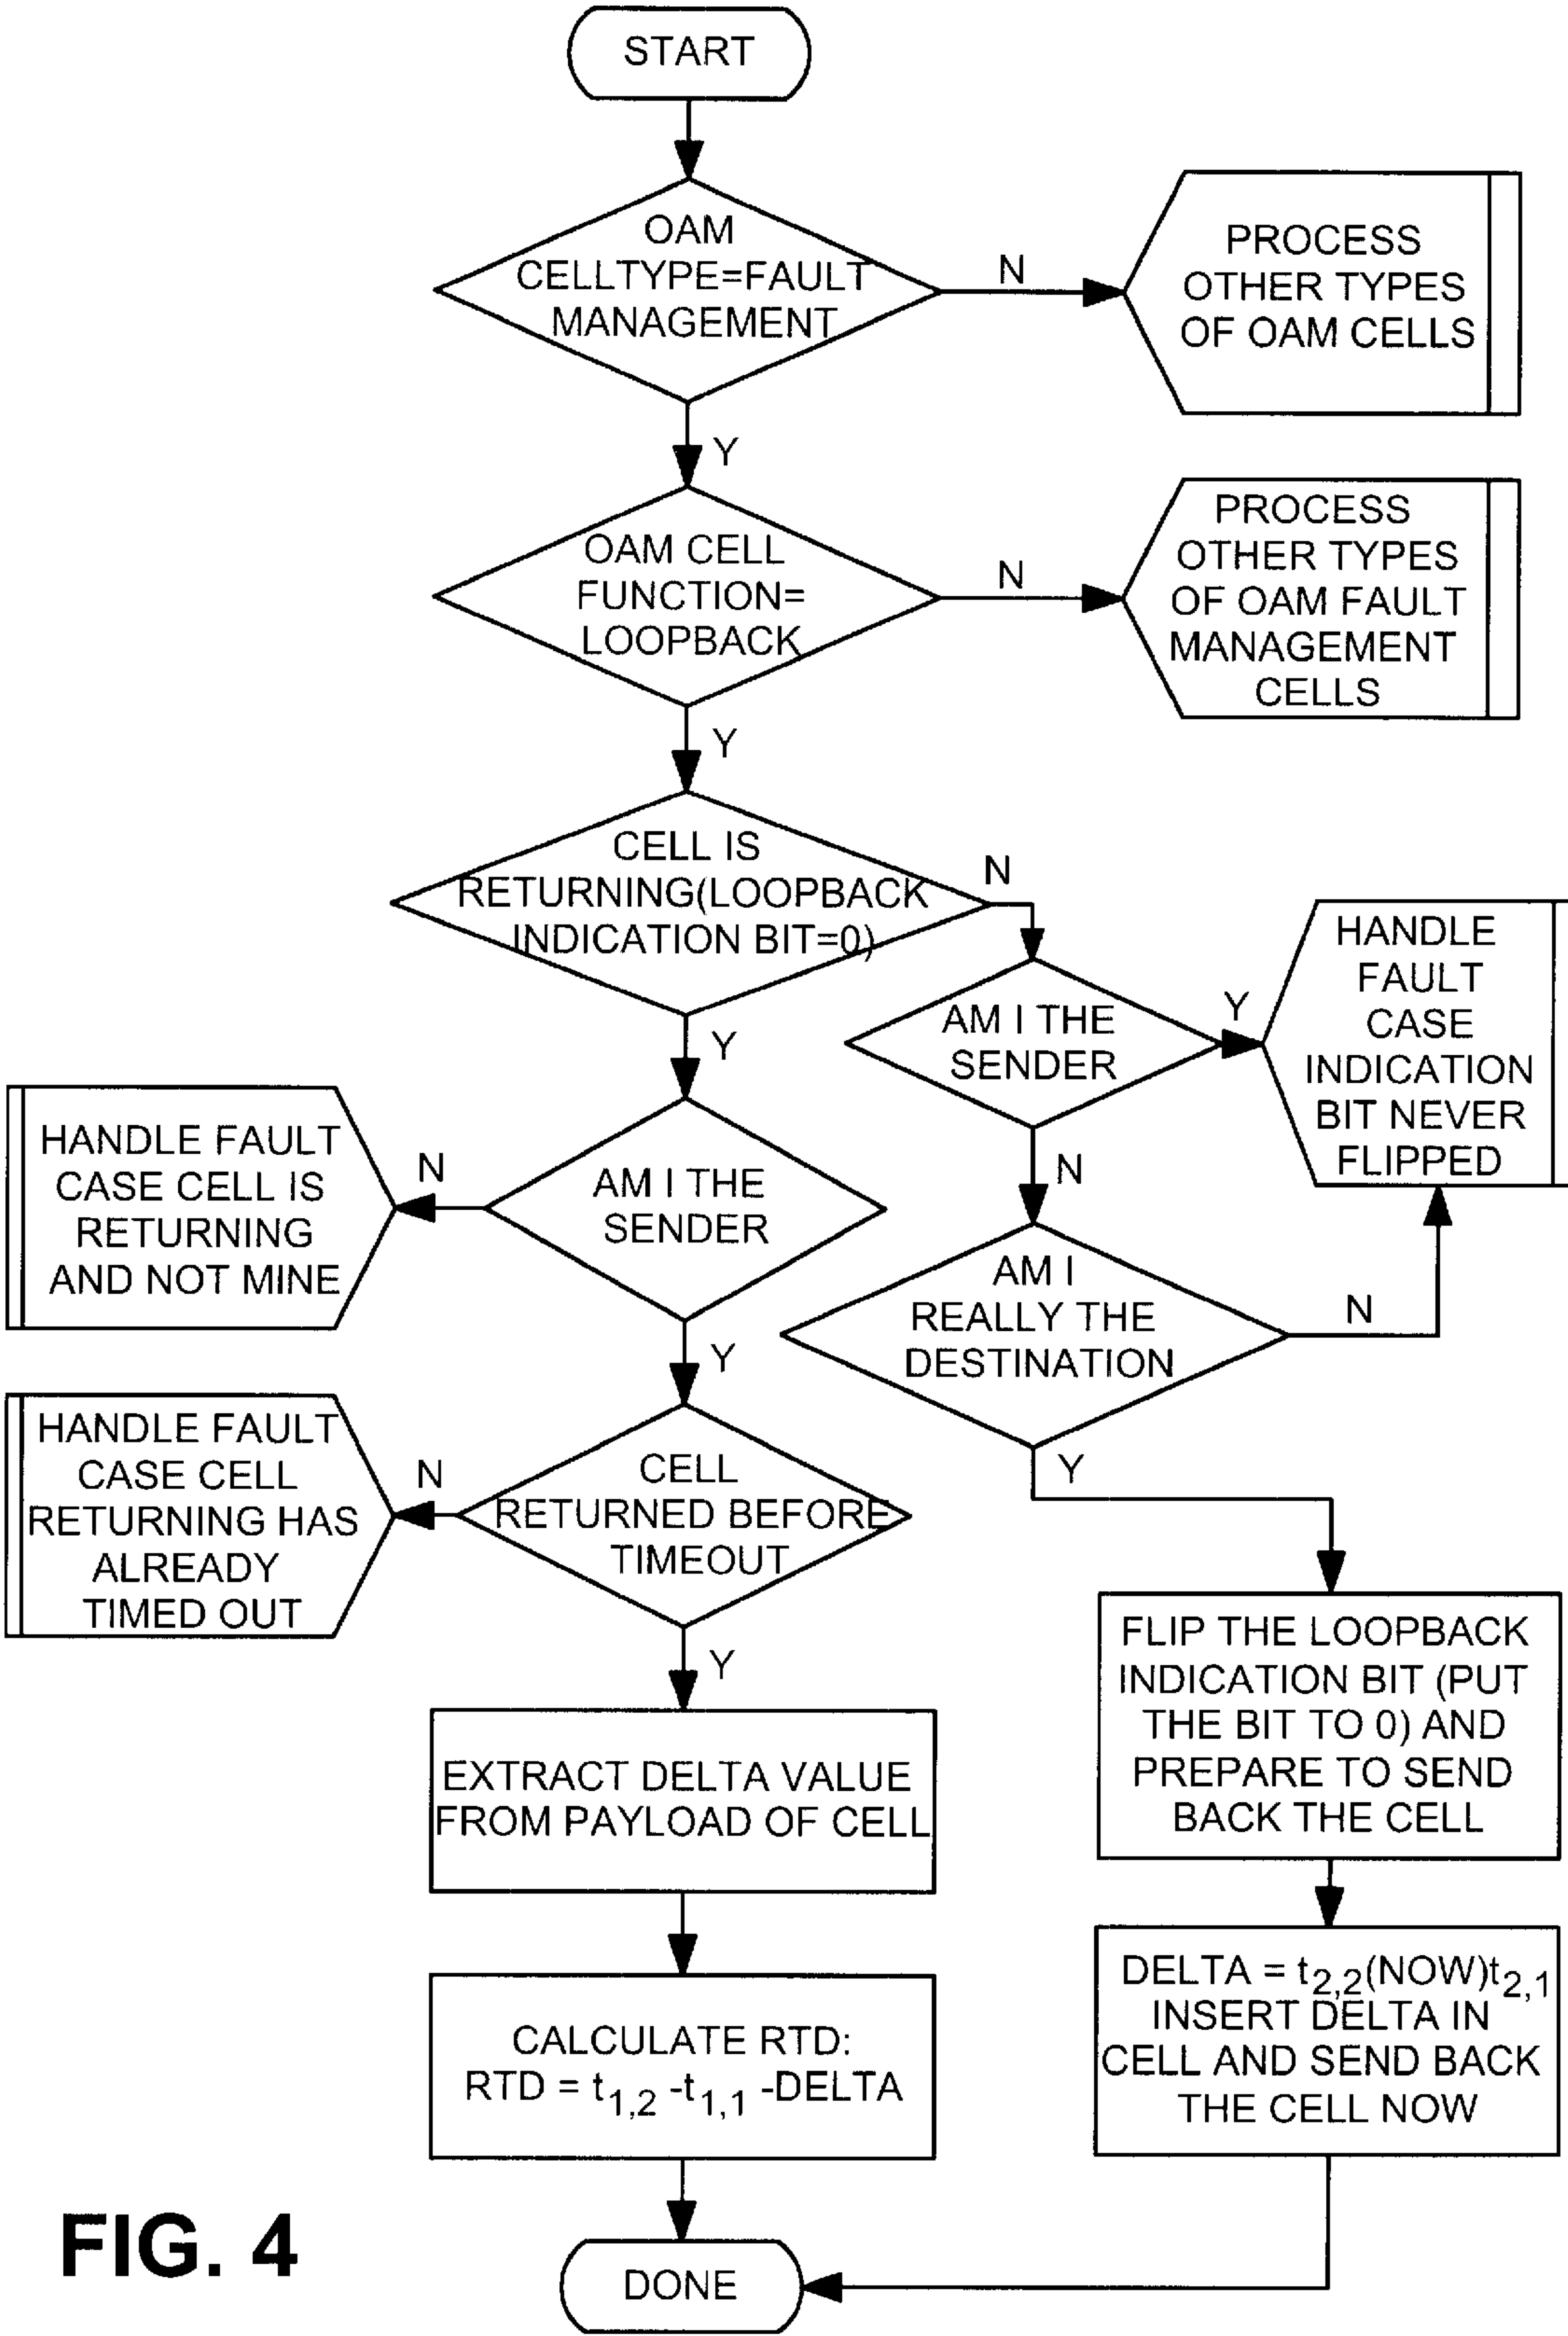 START
OAM
CELLTYPE=FAULT
MANAGEMENT
N
PROCESS
OTHER TYPES
OF OAM CELLS
Y
OAM CELL
FUNCTION=
LOOPBACK
N
PROCESS
OTHER TYPES
OF OAM FAULT
MANAGEMENT
CELLS
Y
CELL IS
RETURNING(LOOPBACK
INDICATION BIT=0)
N
Y
AM I THE
SENDER
Y
HANDLE
FAULT
CASE
INDICATION
BIT NEVER
FLIPPED
N
AM I THE
SENDER
N
HANDLE FAULT
CASE CELL IS
RETURNING
AND NOT MINE
AM I
REALLY THE
DESTINATION
N
Y
Y
CELL
RETURNED BEFORE
TIMEOUT
N
HANDLE FAULT
CASE CELL
RETURNING HAS
ALREADY
TIMED OUT
Y
EXTRACT DELTA VALUE
FROM PAYLOAD OF CELL
FLIP THE LOOPBACK
INDICATION BIT (PUT
THE BIT TO 0) AND
PREPARE TO SEND
BACK THE CELL
CALCULATE RTD:
RTD = t1,2 -t1,1 -DELTA
DELTA = t2,2(NOW)t2,1
INSERT DELTA IN
CELL AND SEND BACK
THE CELL NOW
DONE
FIG. 4